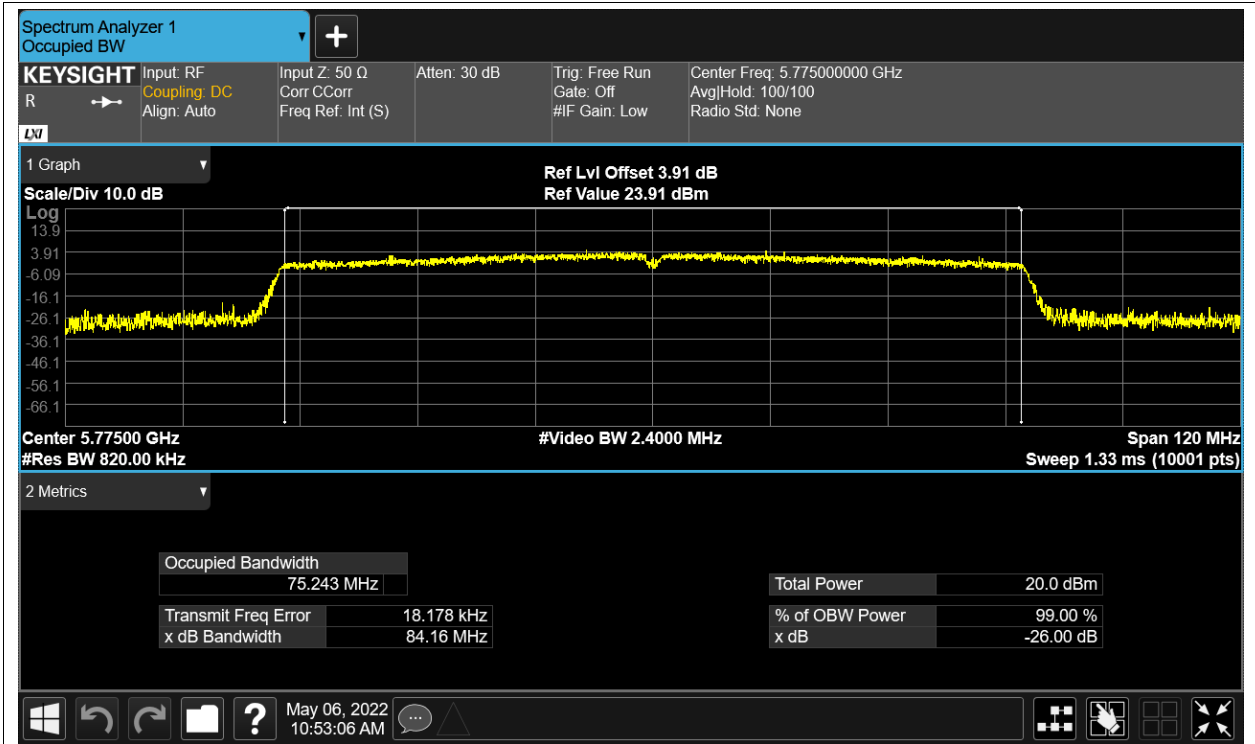 Spectrum Analyzer 1
Occupied BW
KEYSIGHT
R
LXI
Input: RF
Coupling: DC
Align: Auto
Input Z: 50 Ω
Corr CCorr
Freq Ref: Int (S)
Atten: 30 dB
Trig: Free Run
Gate: Off
#IF Gain: Low
Center Freq: 5.775000000 GHz
Avg|Hold: 100/100
Radio Std: None
1 Graph
Scale/Div 10.0 dB
Ref Lvl Offset 3.91 dB
Ref Value 23.91 dBm
Log
13.9
3.91
-6.09
-16.1
-26.1
-36.1
-46.1
-56.1
-66.1
Center 5.77500 GHz
#Res BW 820.00 kHz
#Video BW 2.4000 MHz
Span 120 MHz
Sweep 1.33 ms (10001 pts)
2 Metrics
Occupied Bandwidth
75.243 MHz
Transmit Freq Error 18.178 kHz
x dB Bandwidth 84.16 MHz
Total Power 20.0 dBm
% of OBW Power 99.00 %
x dB -26.00 dB
?
May 06, 2022
10:53:06 AM